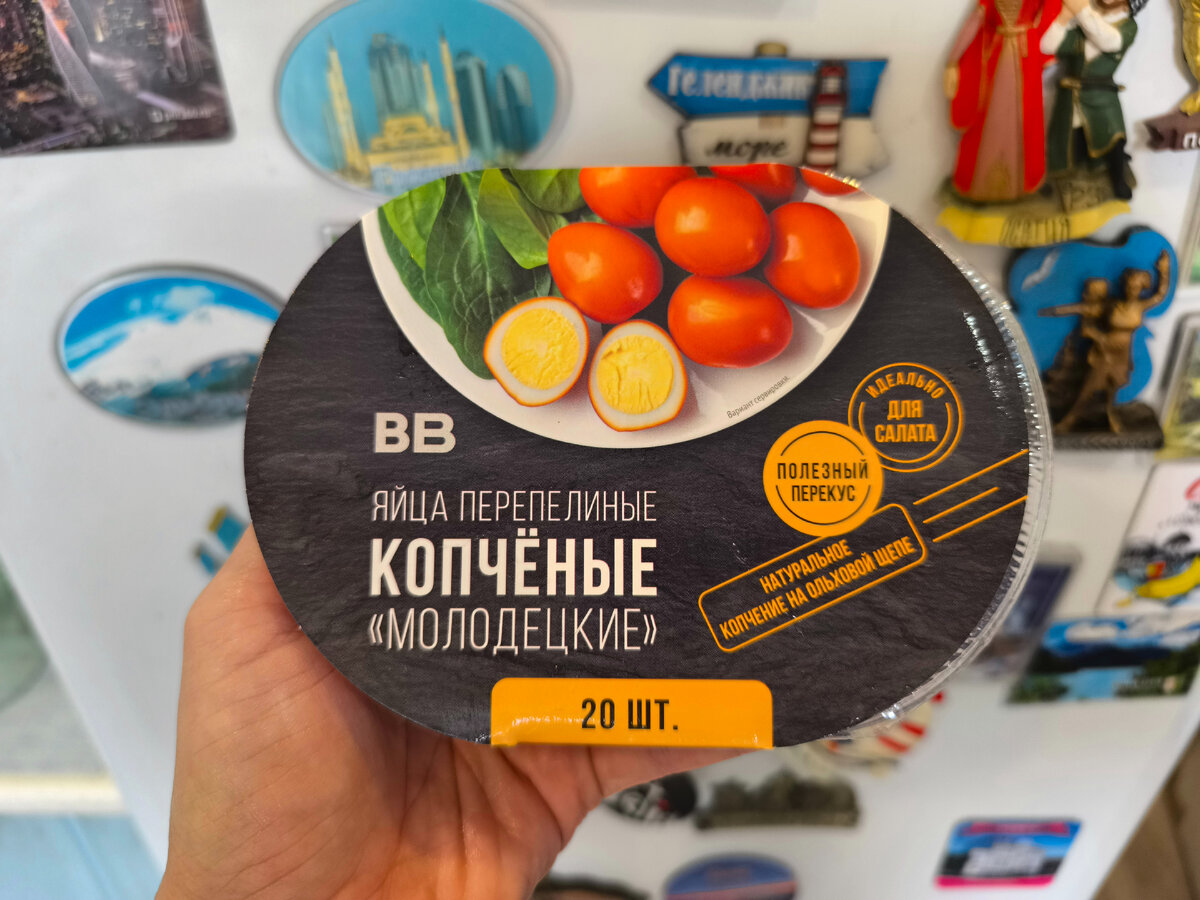 Геленджик
море
Вариант сервировки.
ВВ
ИДЕАЛЬНО
ДЛЯ
САЛАТА
ПОЛЕЗНЫЙ
ПЕРЕКУС
ЯЙЦА ПЕРЕПЕЛИНЫЕ
КОПЧЁНЫЕ
«МОЛОДЕЦКИЕ»
НАТУРАЛЬНОЕ
КОПЧЕНИЕ НА ОЛЬХОВОЙ ЩЕПЕ
20 ШТ.